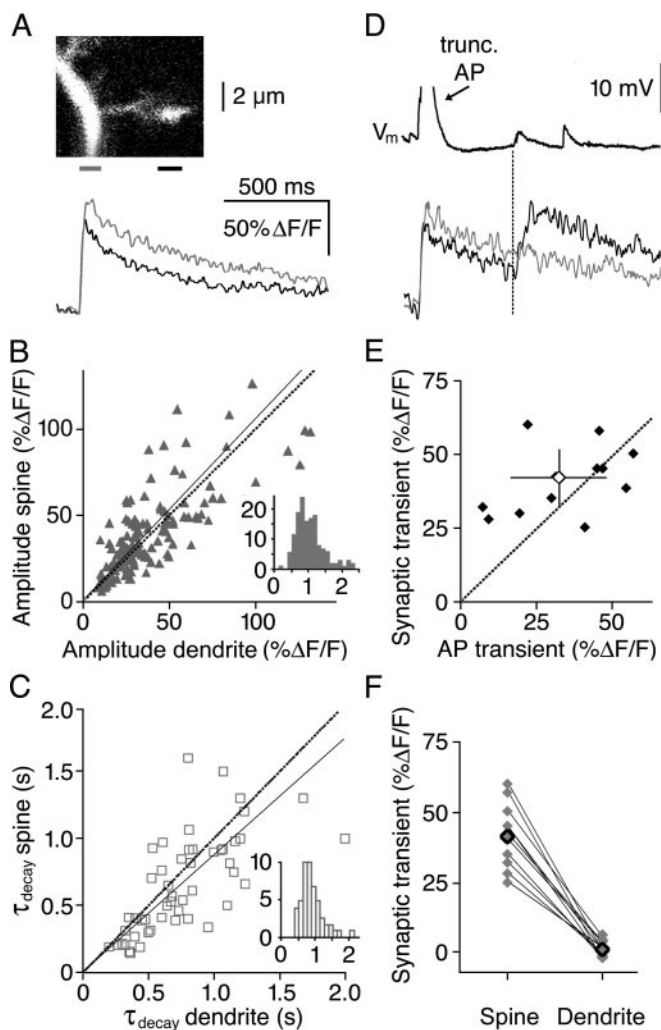 A
2 μm
500 ms
50% ΔF/F
D
trunc.
AP
10 mV
Vm
B
Amplitude spine (%ΔF/F)
100
50
0
0 50 100
Amplitude dendrite (%ΔF/F)
20
10
0
0 1 2
E
Synaptic transient (%ΔF/F)
75
50
25
0
0 25 50 75
AP transient (%ΔF/F)
C
τdecay spine (s)
2.0
1.5
1.0
0.5
0
0 0.5 1.0 1.5 2.0
τdecay dendrite (s)
10
5
0
0 1 2
F
Synaptic transient (%ΔF/F)
75
50
25
0
Spine Dendrite